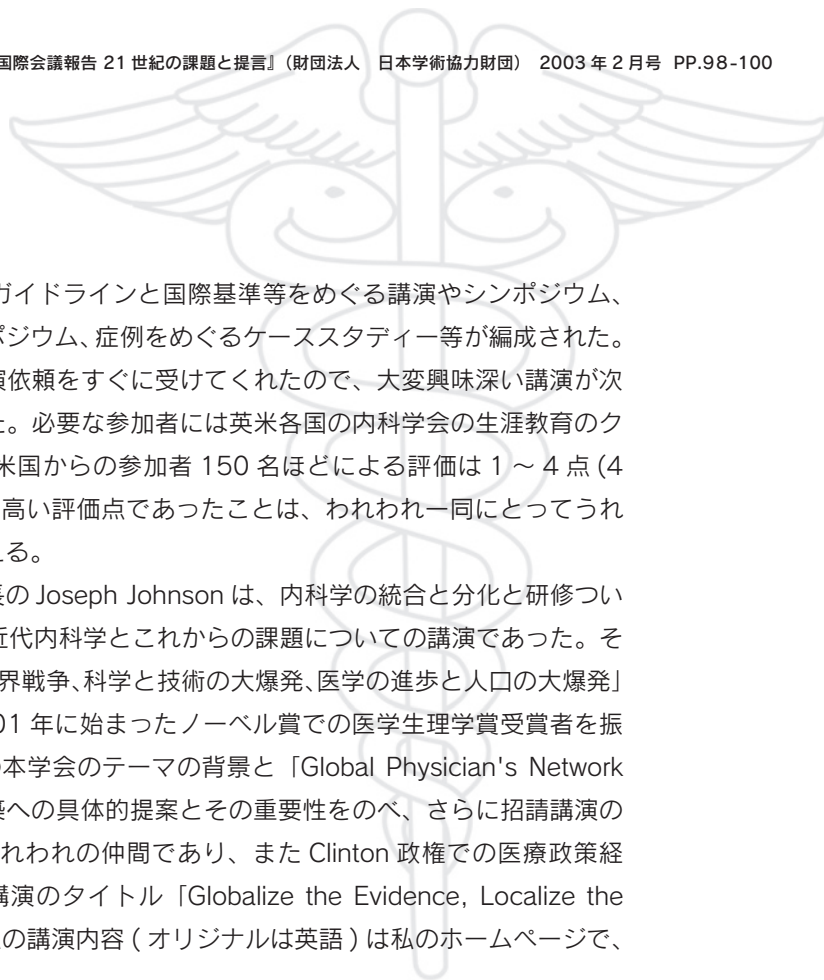 国際会議報告 21 世紀の課題と提言』(財団法人　日本学術協力財団)　2003 年 2 月号　PP.98-100
ガイドラインと国際基準等をめぐる講演やシンポジウム、
ポジウム、症例をめぐるケーススタディー等が編成された。
演依頼をすぐに受けてくれたので、大変興味深い講演が次
た。必要な参加者には英米各国の内科学会の生涯教育のク
米国からの参加者 150 名ほどによる評価は 1 ～ 4 点 (4
高い評価点であったことは、われわれ一同にとってうれ
える。
長の Joseph Johnson は、内科学の統合と分化と研修つい
近代内科学とこれからの課題についての講演であった。そ
界戦争、科学と技術の大爆発、医学の進歩と人口の大爆発」
01 年に始まったノーベル賞での医学生理学賞受賞者を振
の本学会のテーマの背景と「Global Physician's Network
築への具体的提案とその重要性をのべ、さらに招請講演の
われわれの仲間であり、また Clinton 政権での医療政策経
講演のタイトル「Globalize the Evidence, Localize the
の講演内容 ( オリジナルは英語 ) は私のホームページで、